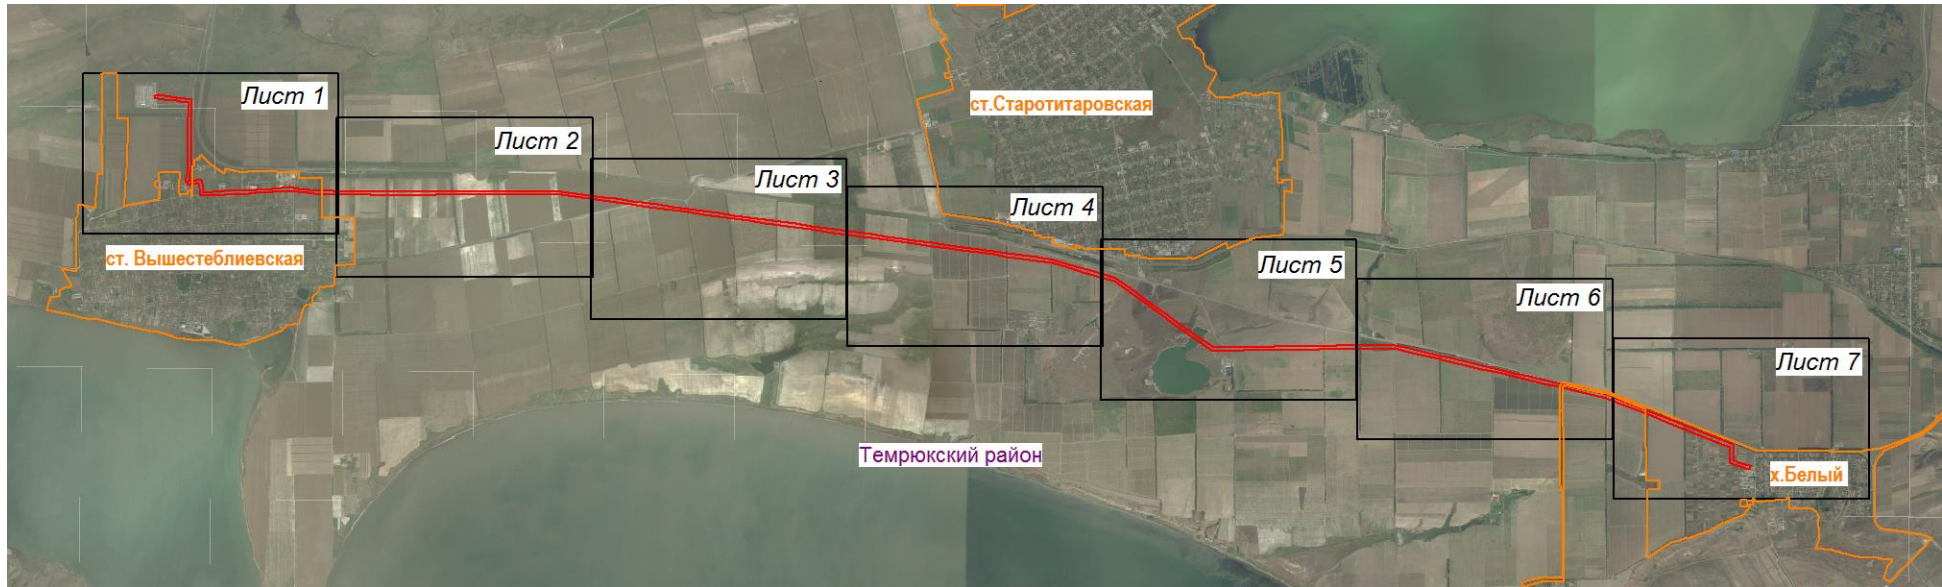 Лист 1
ст.Старотитаровская
Лист 2
Лист 3
Лист 4
ст. Вышестеблиевская
Лист 5
Лист 6
Лист 7
Темрюкский район
х.Белый